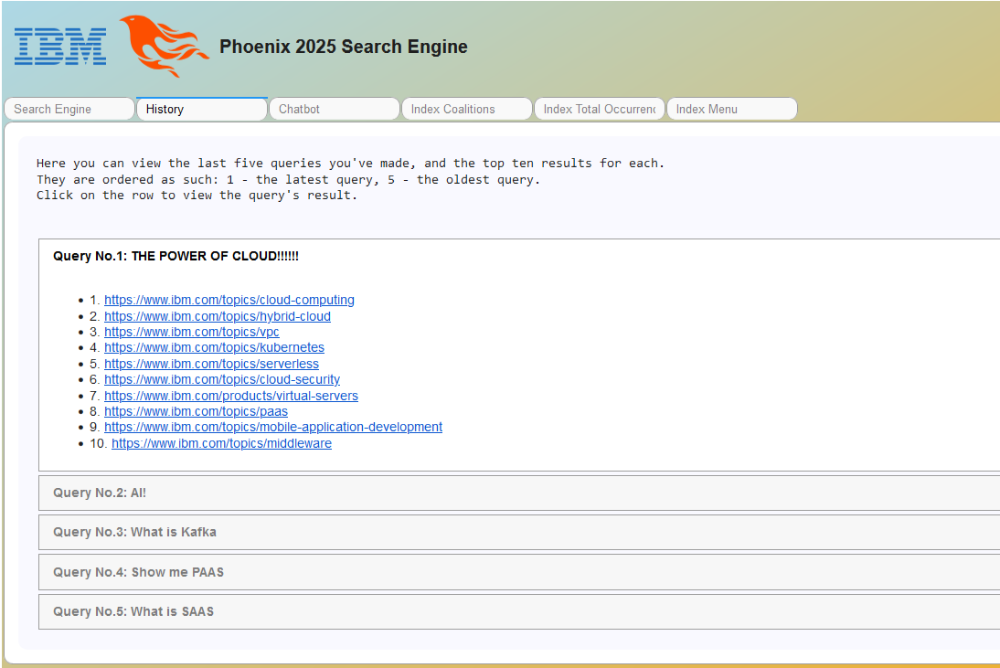 IBM
Phoenix 2025 Search Engine
Search Engine
History
Chatbot
Index Coalitions
Index Total Occurrenc
Index Menu
Here you can view the last five queries you've made, and the top ten results for each.
They are ordered as such: 1 - the latest query, 5 - the oldest query.
Click on the row to view the query's result.
Query No.1: THE POWER OF CLOUD!!!!!!
• 1. https://www.ibm.com/topics/cloud-computing
• 2. https://www.ibm.com/topics/hybrid-cloud
• 3. https://www.ibm.com/topics/vpc
• 4. https://www.ibm.com/topics/kubernetes
• 5. https://www.ibm.com/topics/serverless
• 6. https://www.ibm.com/topics/cloud-security
• 7. https://www.ibm.com/products/virtual-servers
• 8. https://www.ibm.com/topics/paas
• 9. https://www.ibm.com/topics/mobile-application-development
• 10. https://www.ibm.com/topics/middleware
Query No.2: AI!
Query No.3: What is Kafka
Query No.4: Show me PAAS
Query No.5: What is SAAS